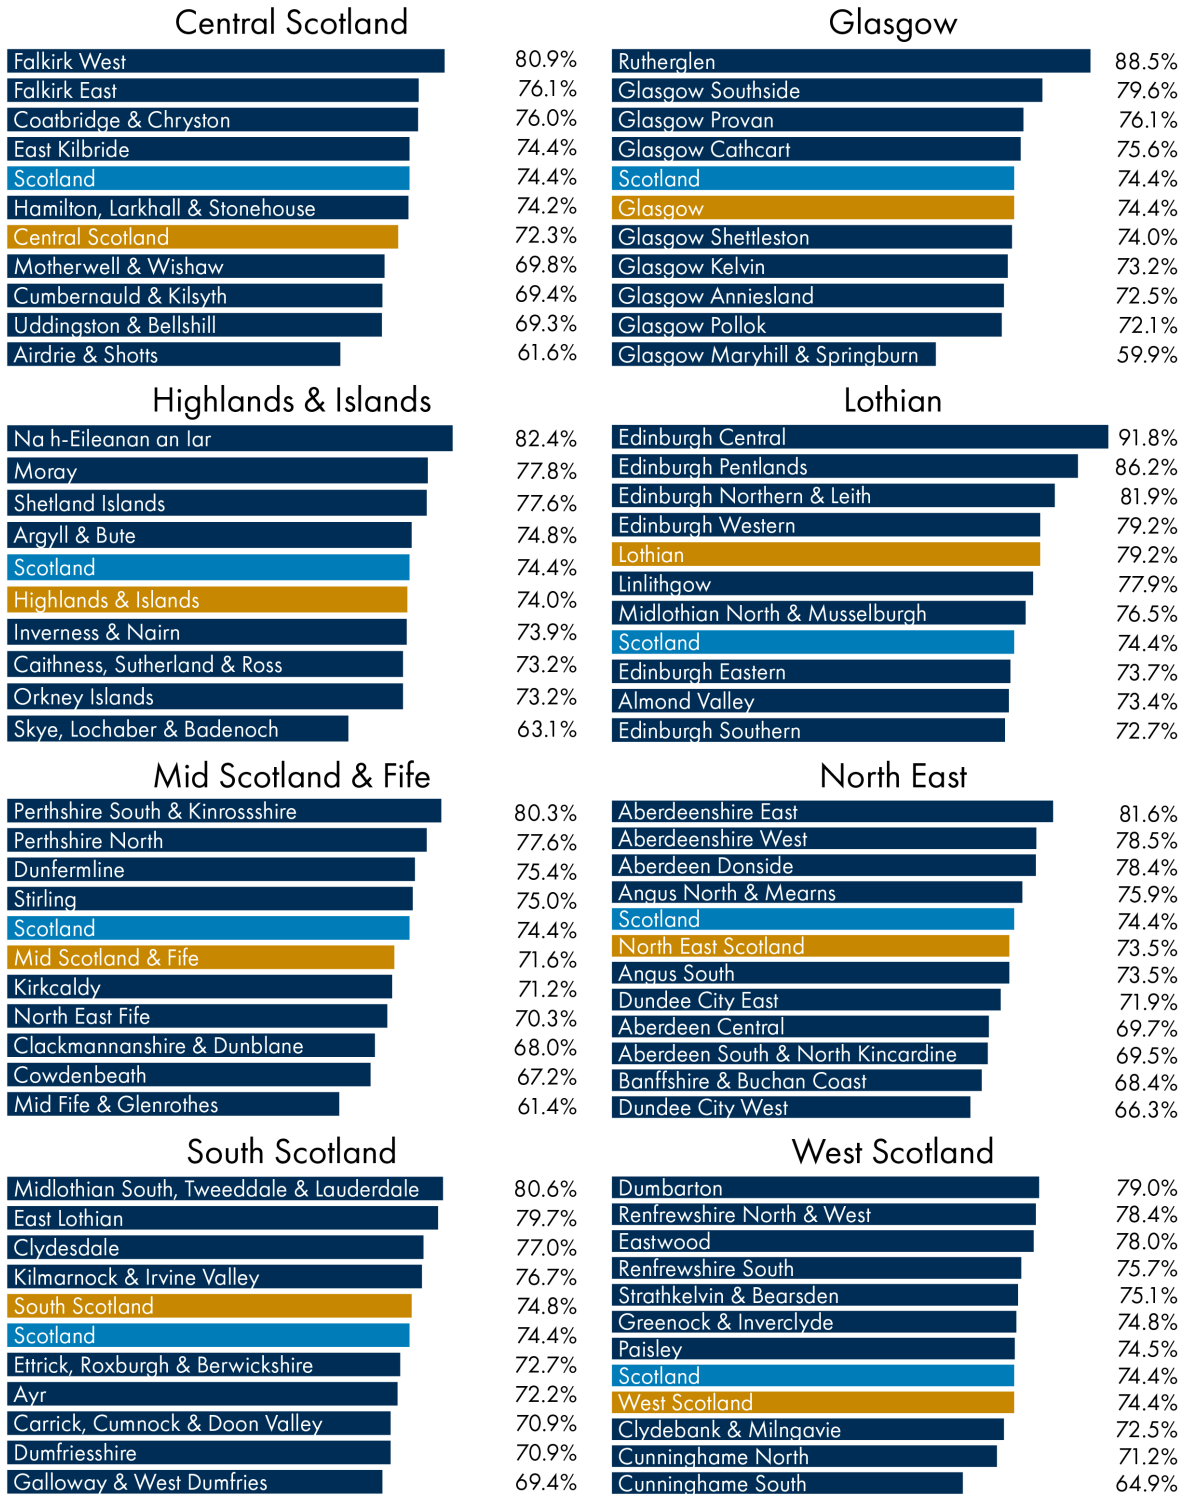 Central Scotland
Falkirk West 80.9%
Falkirk East 76.1%
Coatbridge & Chryston 76.0%
East Kilbride 74.4%
Scotland 74.4%
Hamilton, Larkhall & Stonehouse 74.2%
Central Scotland 72.3%
Motherwell & Wishaw 69.8%
Cumbernauld & Kilsyth 69.4%
Uddingston & Bellshill 69.3%
Airdrie & Shotts 61.6%
Glasgow
Rutherglen 88.5%
Glasgow Southside 79.6%
Glasgow Provan 76.1%
Glasgow Cathcart 75.6%
Scotland 74.4%
Glasgow 74.4%
Glasgow Shettleston 74.0%
Glasgow Kelvin 73.2%
Glasgow Anniesland 72.5%
Glasgow Pollok 72.1%
Glasgow Maryhill & Springburn 59.9%
Highlands & Islands
Na h-Eileanan an Iar 82.4%
Moray 77.8%
Shetland Islands 77.6%
Argyll & Bute 74.8%
Scotland 74.4%
Highlands & Islands 74.0%
Inverness & Nairn 73.9%
Caithness, Sutherland & Ross 73.2%
Orkney Islands 73.2%
Skye, Lochaber & Badenoch 63.1%
Lothian
Edinburgh Central 91.8%
Edinburgh Pentlands 86.2%
Edinburgh Northern & Leith 81.9%
Edinburgh Western 79.2%
Lothian 79.2%
Linlithgow 77.9%
Midlothian North & Musselburgh 76.5%
Scotland 74.4%
Edinburgh Eastern 73.7%
Almond Valley 73.4%
Edinburgh Southern 72.7%
Mid Scotland & Fife
Perthshire South & Kinrossshire 80.3%
Perthshire North 77.6%
Dunfermline 75.4%
Stirling 75.0%
Scotland 74.4%
Mid Scotland & Fife 71.6%
Kirkcaldy 71.2%
North East Fife 70.3%
Clackmannanshire & Dunblane 68.0%
Cowdenbeath 67.2%
Mid Fife & Glenrothes 61.4%
North East
Aberdeenshire East 81.6%
Aberdeenshire West 78.5%
Aberdeen Donside 78.4%
Angus North & Mearns 75.9%
Scotland 74.4%
North East Scotland 73.5%
Angus South 73.5%
Dundee City East 71.9%
Aberdeen Central 69.7%
Aberdeen South & North Kincardine 69.5%
Banffshire & Buchan Coast 68.4%
Dundee City West 66.3%
South Scotland
Midlothian South, Tweeddale & Lauderdale 80.6%
East Lothian 79.7%
Clydesdale 77.0%
Kilmarnock & Irvine Valley 76.7%
South Scotland 74.8%
Scotland 74.4%
Ettrick, Roxburgh & Berwickshire 72.7%
Ayr 72.2%
Carrick, Cumnock & Doon Valley 70.9%
Dumfriesshire 70.9%
Galloway & West Dumfries 69.4%
West Scotland
Dumbarton 79.0%
Renfrewshire North & West 78.4%
Eastwood 78.0%
Renfrewshire South 75.7%
Strathkelvin & Bearsden 75.1%
Greenock & Inverclyde 74.8%
Paisley 74.5%
Scotland 74.4%
West Scotland 74.4%
Clydebank & Milngavie 72.5%
Cunninghame North 71.2%
Cunninghame South 64.9%